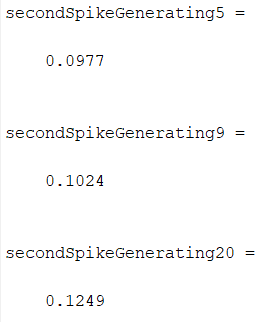 secondSpikeGenerating5 =
0.0977
secondSpikeGenerating9 =
0.1024
secondSpikeGenerating20 =
0.1249